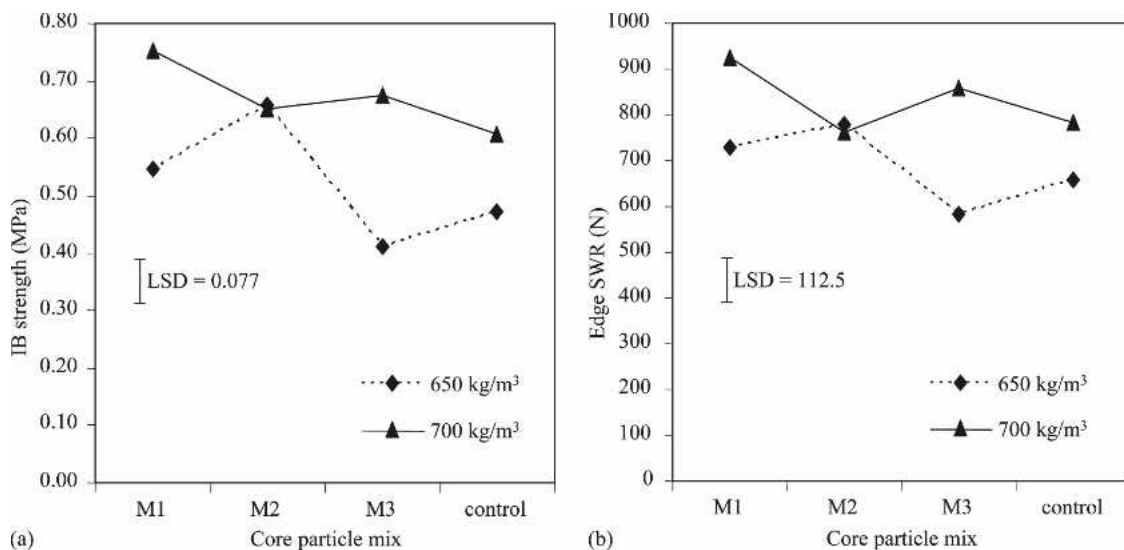 0.80
0.70
0.60
0.50
0.40
0.30
0.20
0.10
0.00
IB strength (MPa)
LSD = 0.077
650 kg/m³
700 kg/m³
M1 M2 M3 control
(a) Core particle mix
1000
900
800
700
600
500
400
300
200
100
0
Edge SWR (N)
LSD = 112.5
650 kg/m³
700 kg/m³
M1 M2 M3 control
(b) Core particle mix